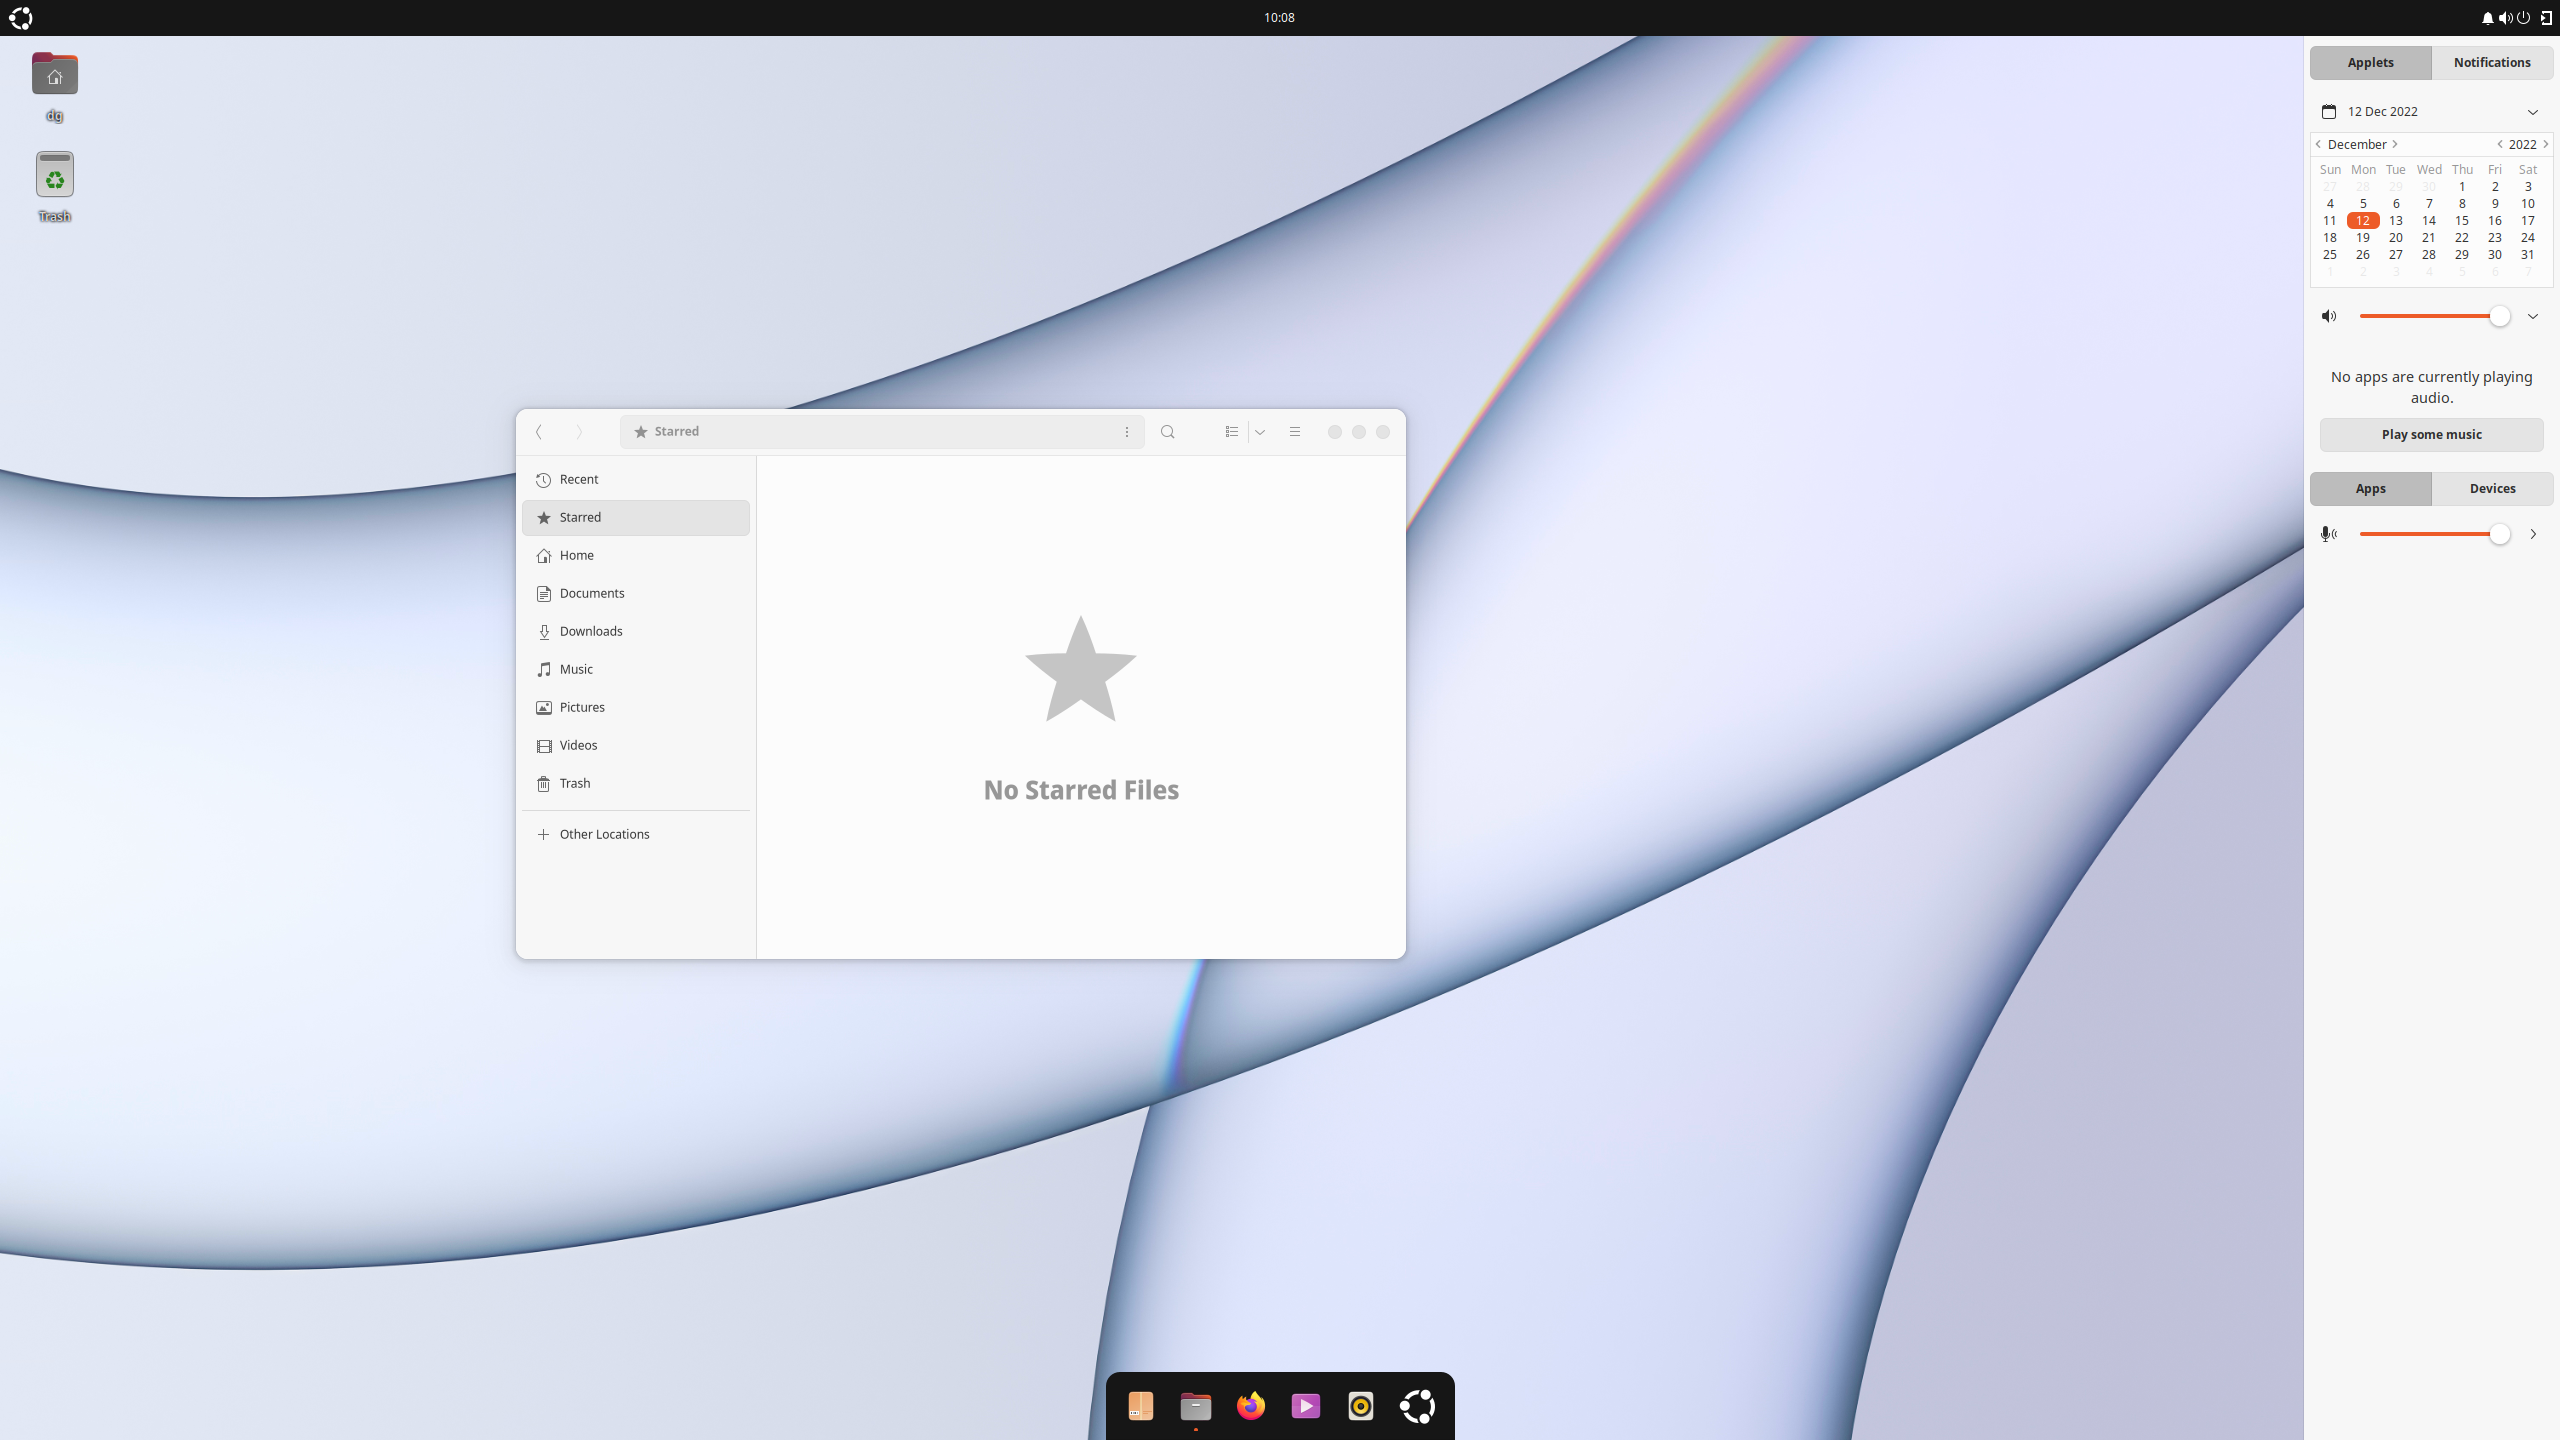 10:08
dg
Trash
Starred
Recent
Starred
Home
Documents
Downloads
Music
Pictures
Videos
Trash
Other Locations
No Starred Files
Applets Notifications
12 Dec 2022
December 2022
Sun Mon Tue Wed Thu Fri Sat
27 28 29 30 1 2 3
4 5 6 7 8 9 10
11 12 13 14 15 16 17
18 19 20 21 22 23 24
25 26 27 28 29 30 31
1 2 3 4 5 6 7
No apps are currently playing
audio.
Play some music
Apps Devices